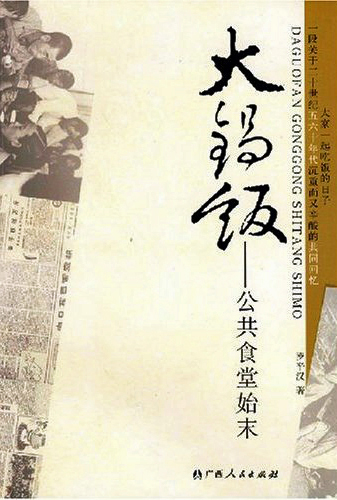 大家一起吃饭的日子
一段关于二十世纪五六十年代沉重而又辛酸的共同回忆
DAGUOFAN GONGGONG SHITANG SHIMO
大锅饭
——公共食堂始末
罗平汉 著
广西人民出版社